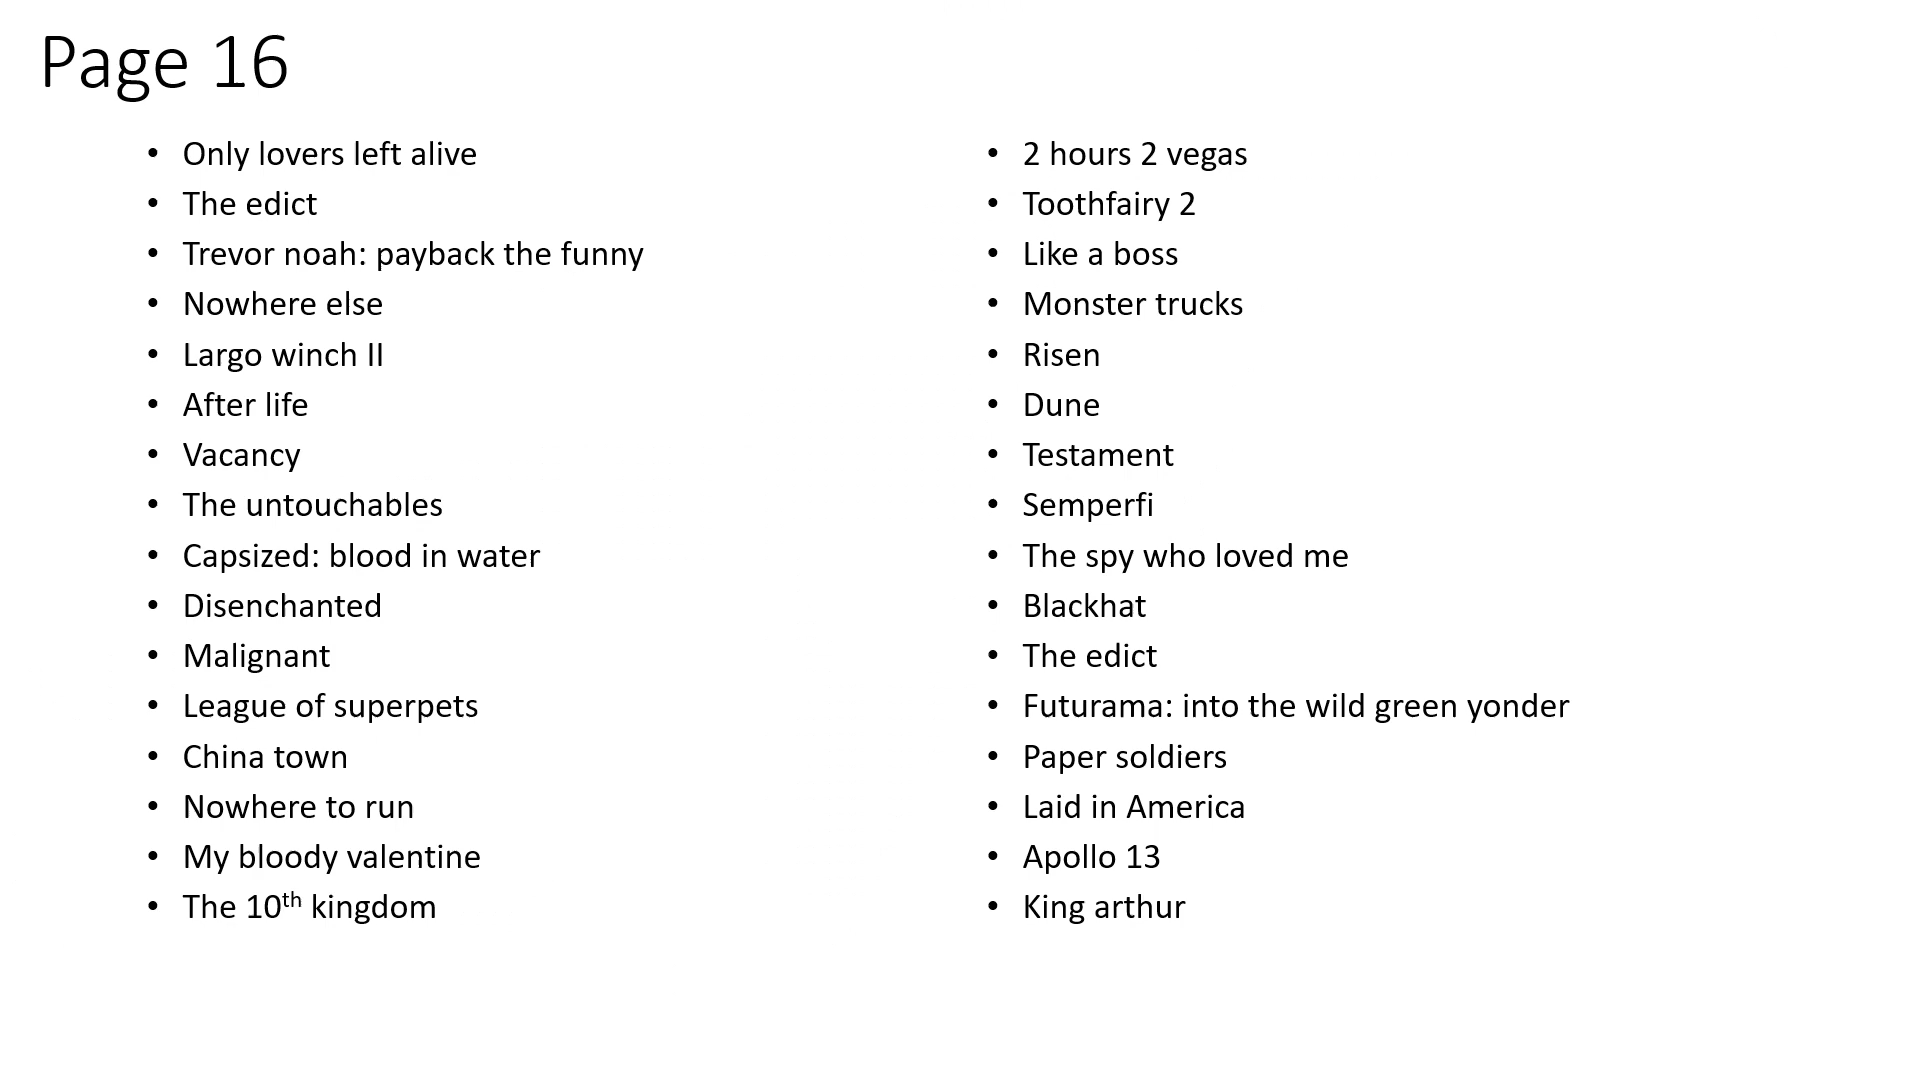 Page 16
• Only lovers left alive
• The edict
• Trevor noah: payback the funny
• Nowhere else
• Largo winch II
• After life
• Vacancy
• The untouchables
• Capsized: blood in water
• Disenchanted
• Malignant
• League of superpets
• China town
• Nowhere to run
• My bloody valentine
• The 10th kingdom
• 2 hours 2 vegas
• Toothfairy 2
• Like a boss
• Monster trucks
• Risen
• Dune
• Testament
• Semperfi
• The spy who loved me
• Blackhat
• The edict
• Futurama: into the wild green yonder
• Paper soldiers
• Laid in America
• Apollo 13
• King arthur